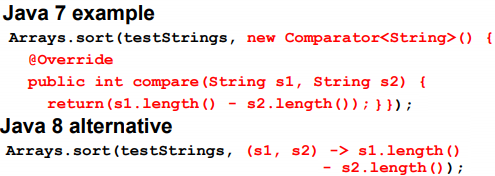 Java 7 example
Arrays.sort(testStrings, new Comparator<String>() {
@Override
public int compare(String s1, String s2) {
return(s1.length() - s2.length());}});
Java 8 alternative
Arrays.sort(testStrings, (s1, s2) -> s1.length()
- s2.length());